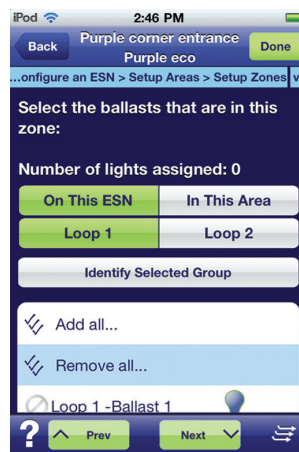 iPod 2:46 PM
Back Purple corner entrance Done
Purple eco
...onfigure an ESN > Setup Areas > Setup Zones
Select the ballasts that are in this
zone:
Number of lights assigned: 0
On This ESN In This Area
Loop 1 Loop 2
Identify Selected Group
Add all...
Remove all...
Loop 1 -Ballast 1
? Prev Next